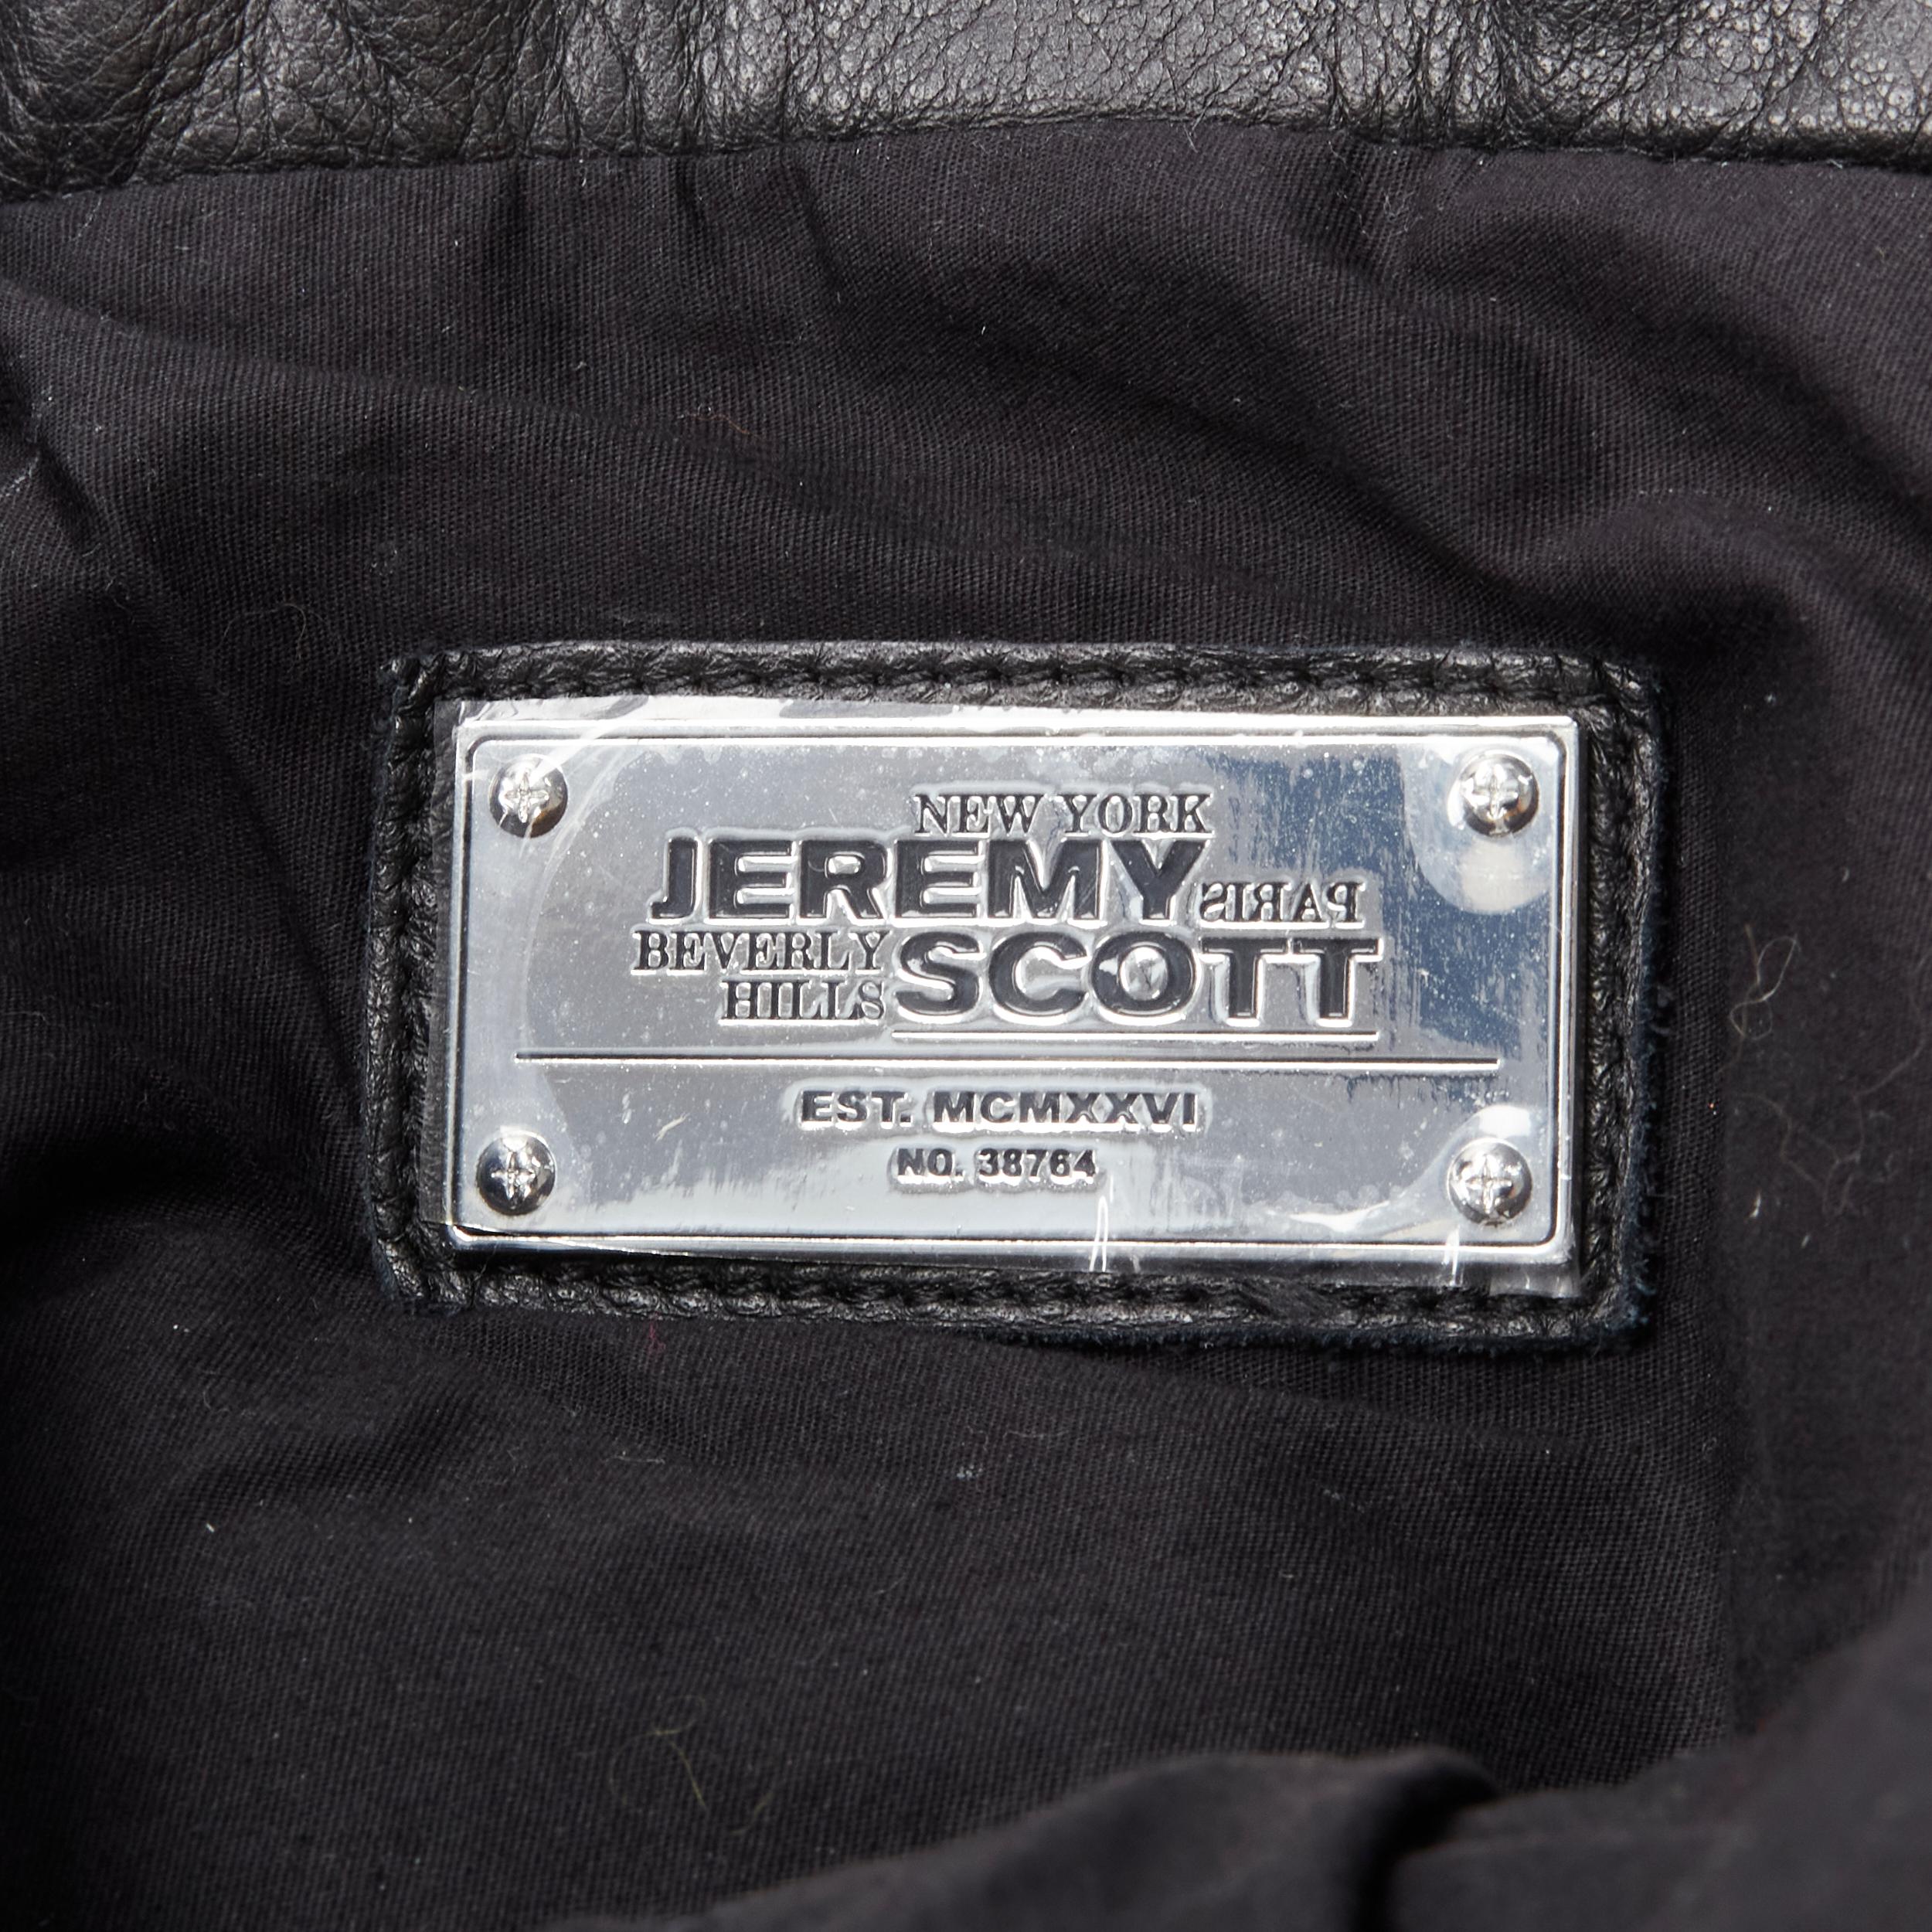 NEW YORK
JEREMY PARIS
BEVERLY HILLS SCOTT
EST. MCMXXVI
NO. 38764